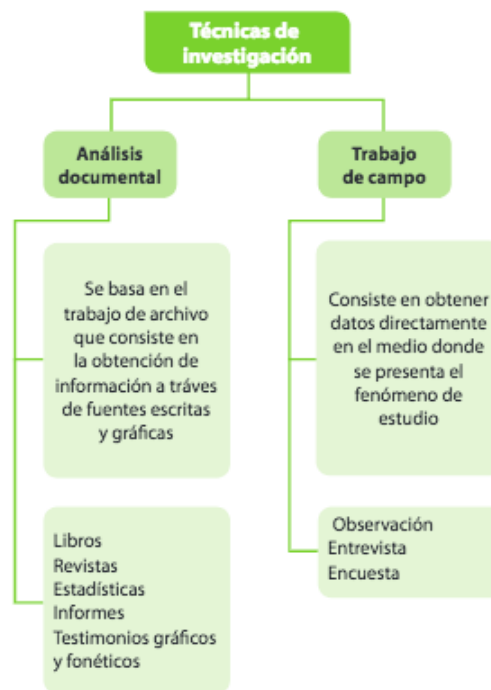 Técnicas de
investigación
Análisis
documental
Se basa en el
trabajo de archivo
que consiste en
la obtención de
información a tráves
de fuentes escritas
y gráficas
Libros
Revistas
Estadísticas
Informes
Testimonios gráficos
y fonéticos
Trabajo
de campo
Consiste en obtener
datos directamente
en el medio donde
se presenta el
fenómeno de
estudio
Observación
Entrevista
Encuesta